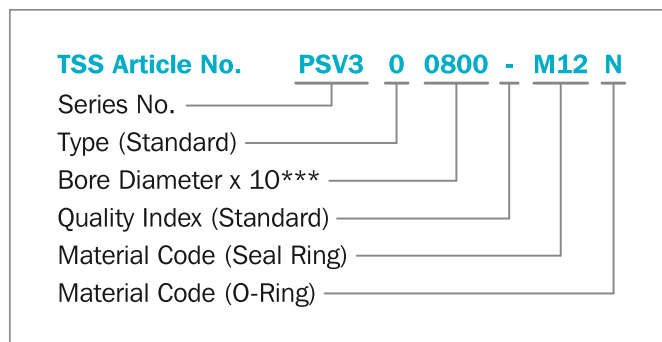 TSS Article No. PSV3 0 0800 - M12 N
Series No.
Type (Standard)
Bore Diameter x 10***
Quality Index (Standard)
Material Code (Seal Ring)
Material Code (O-Ring)